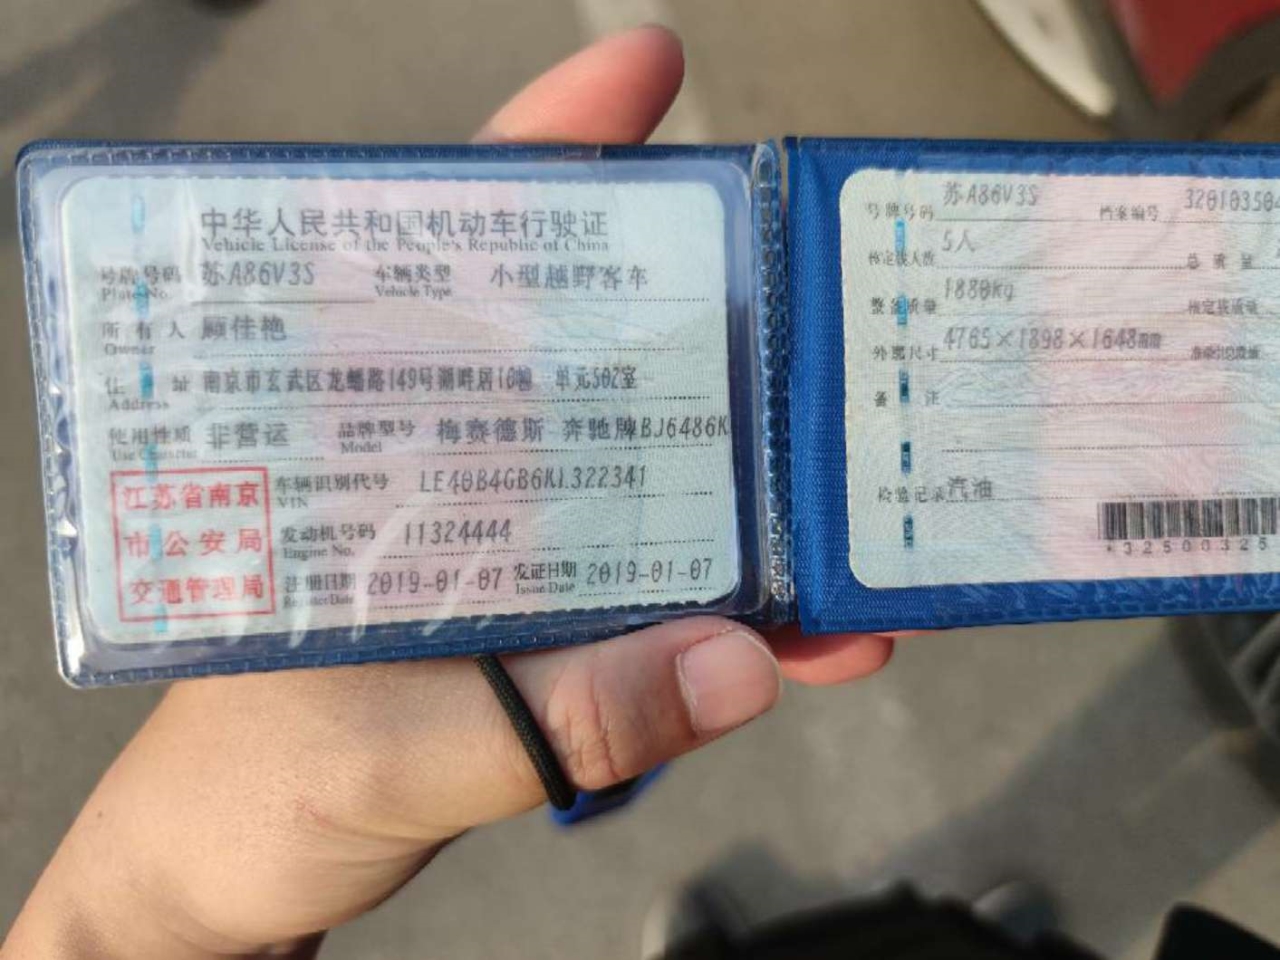 中华人民共和国机动车行驶证
Vehicle License of the People's Republic of China
号牌号码 苏A86V3S 车辆类型 小型越野客车
Plate No. Vehicle Type
所有人 顾佳艳
Owner
住址 南京市玄武区龙蟠路149号湖畔居16幢 单元502室
Address
使用性质 非营运 品牌型号 梅赛德斯 奔驰牌BJ6486K
Use Character Model
车辆识别代号 LE40B4GB6KL322341
VIN
发动机号码 11324444
Engine No.
注册日期 2019-01-07 发证日期 2019-01-07
Register Date Issue Date
江苏省南京
市公安局
交通管理局
号牌号码 苏A86V3S 档案编号 320103504
核定载人数 5人 总质量
整备质量 1880kg 核定载质量
外廓尺寸 4765×1898×1648mm 准牵引总质量
备注
检验记录 汽油
*32500325